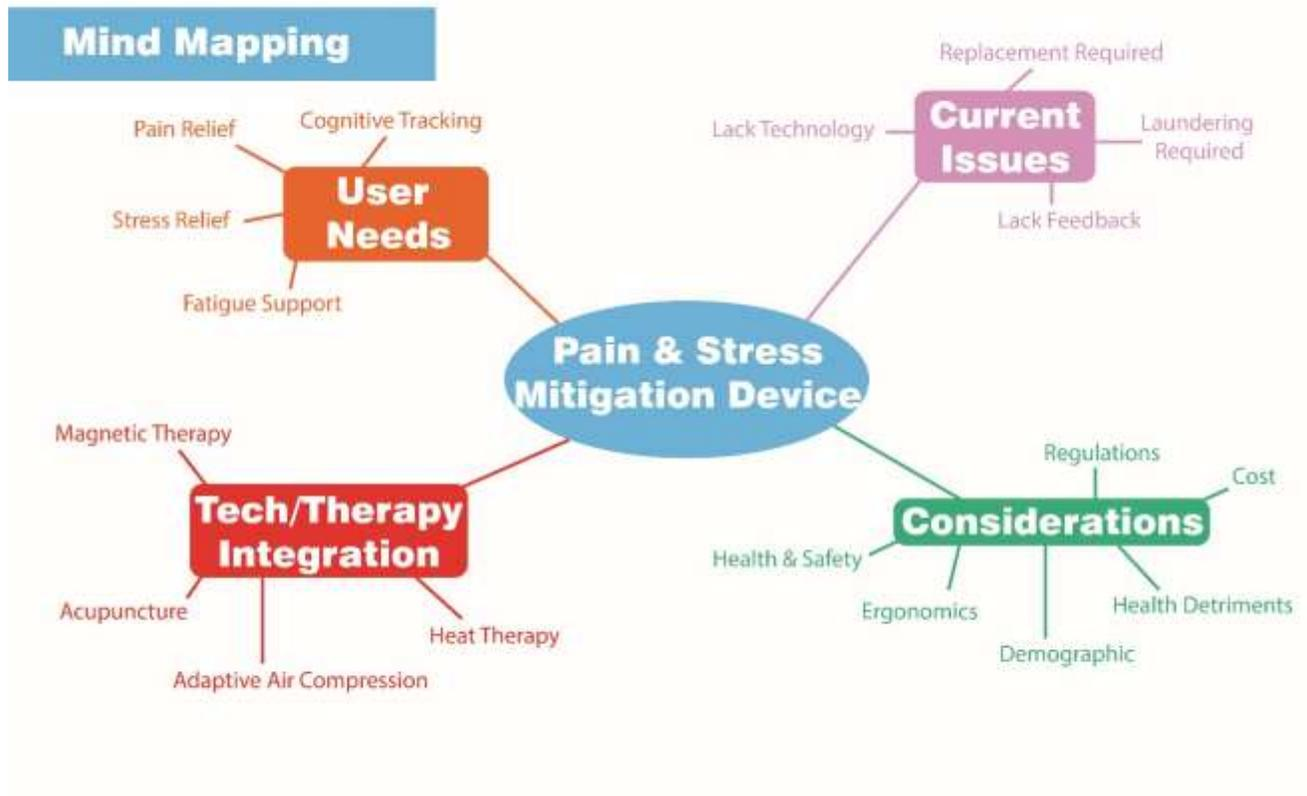 Mind Mapping
Pain Relief
Cognitive Tracking
User
Needs
Stress Relief
Fatigue Support
Replacement Required
Lack Technology
Current
Issues
Laundering
Required
Lack Feedback
Pain & Stress
Mitigation Device
Magnetic Therapy
Tech/Therapy
Integration
Acupuncture
Heat Therapy
Adaptive Air Compression
Regulations
Cost
Considerations
Health & Safety
Ergonomics
Health Detriments
Demographic